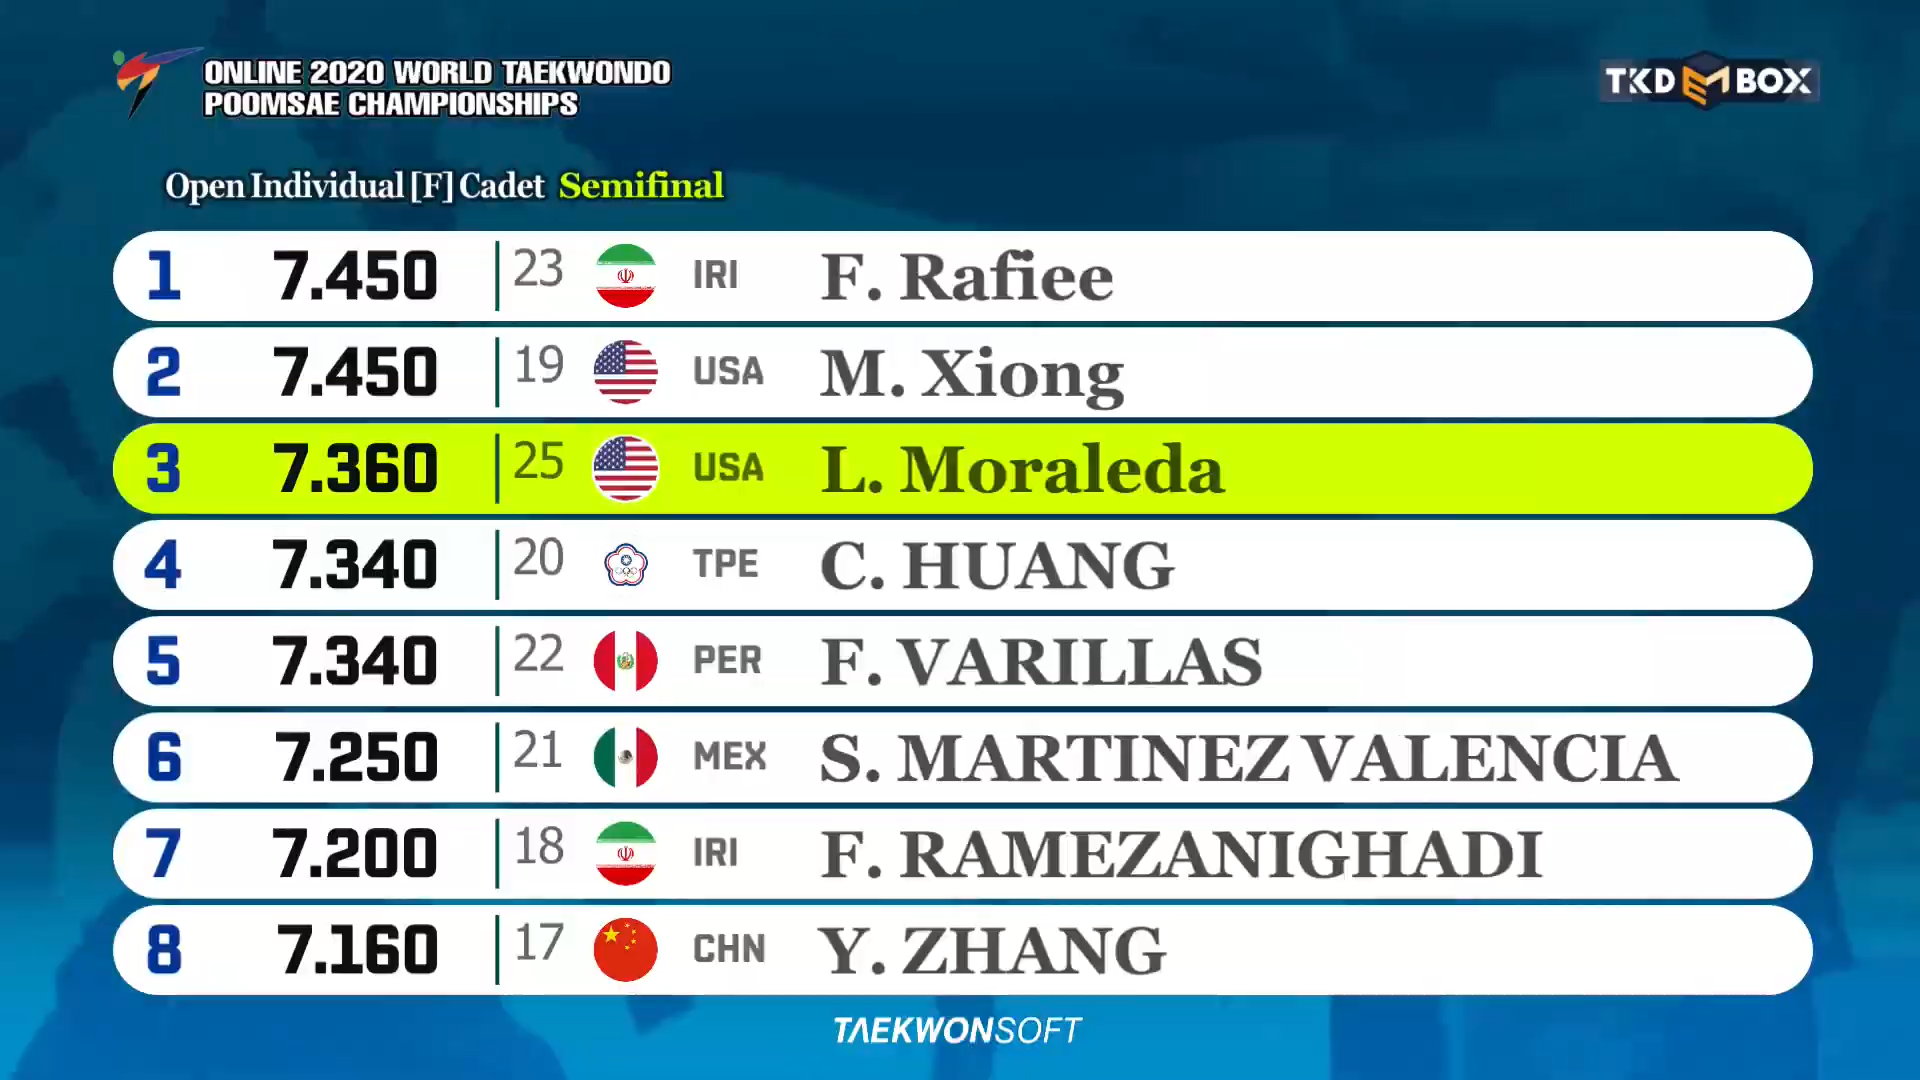 ONLINE 2020 WORLD TAEKWONDO
POOMSAE CHAMPIONSHIPS
TKD BOX
Open Individual [F] Cadet Semifinal
1 7.450 23 IRI F. Rafiee
2 7.450 19 USA M. Xiong
3 7.360 25 USA L. Moraleda
4 7.340 20 TPE C. HUANG
5 7.340 22 PER F. VARILLAS
6 7.250 21 MEX S. MARTINEZ VALENCIA
7 7.200 18 IRI F. RAMEZANIGHADI
8 7.160 17 CHN Y. ZHANG
TAEKWONSOFT